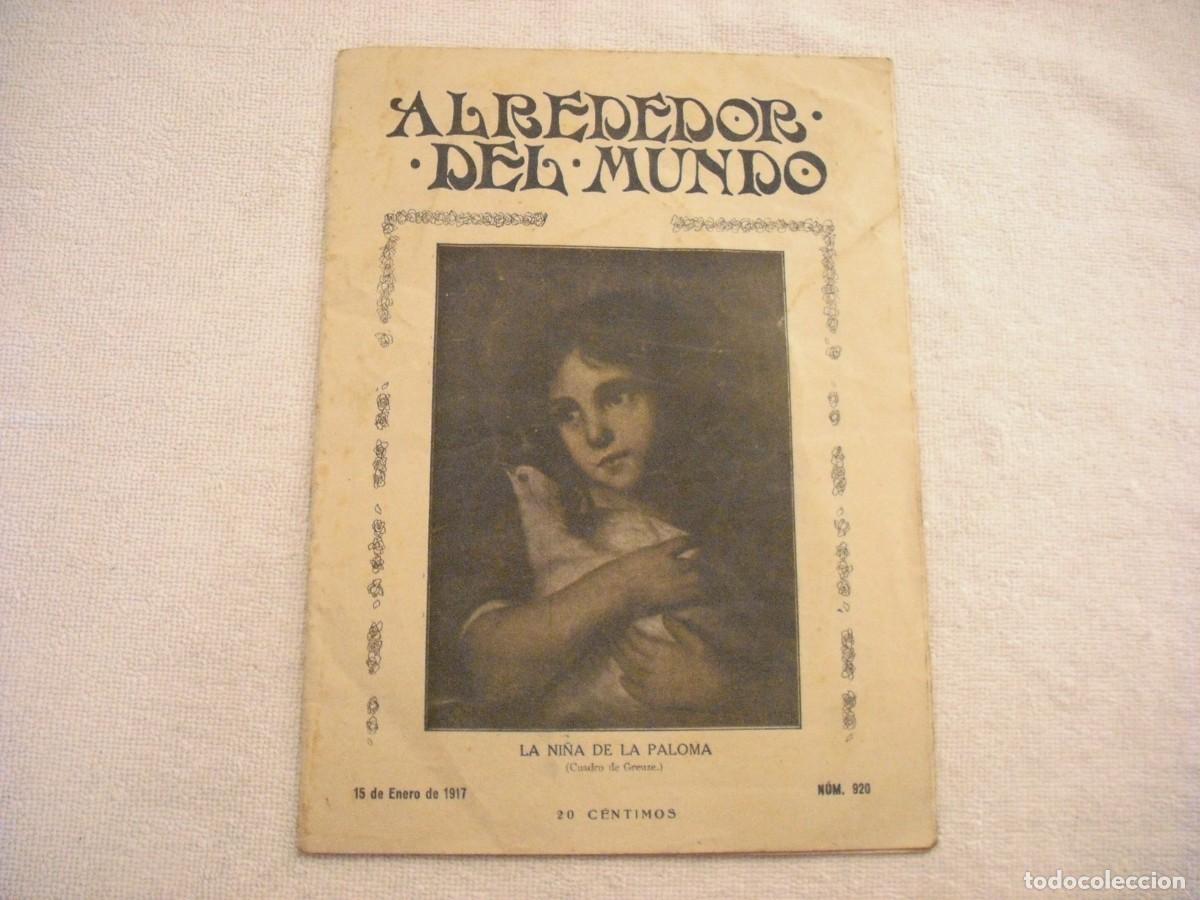 ALREDEDOR·
·DEL·MUNDO
LA NIÑA DE LA PALOMA
(Cuadro de Greuze.)
15 de Enero de 1917
NÚM. 920
20 CÉNTIMOS
todocoleccion